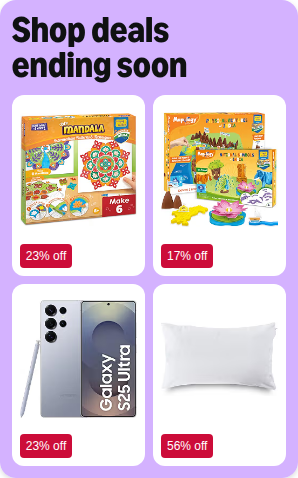 Shop deals
ending soon
MANDALA
Make
6
23% off
17% off
Galaxy
S25 Ultra
23% off
56% off